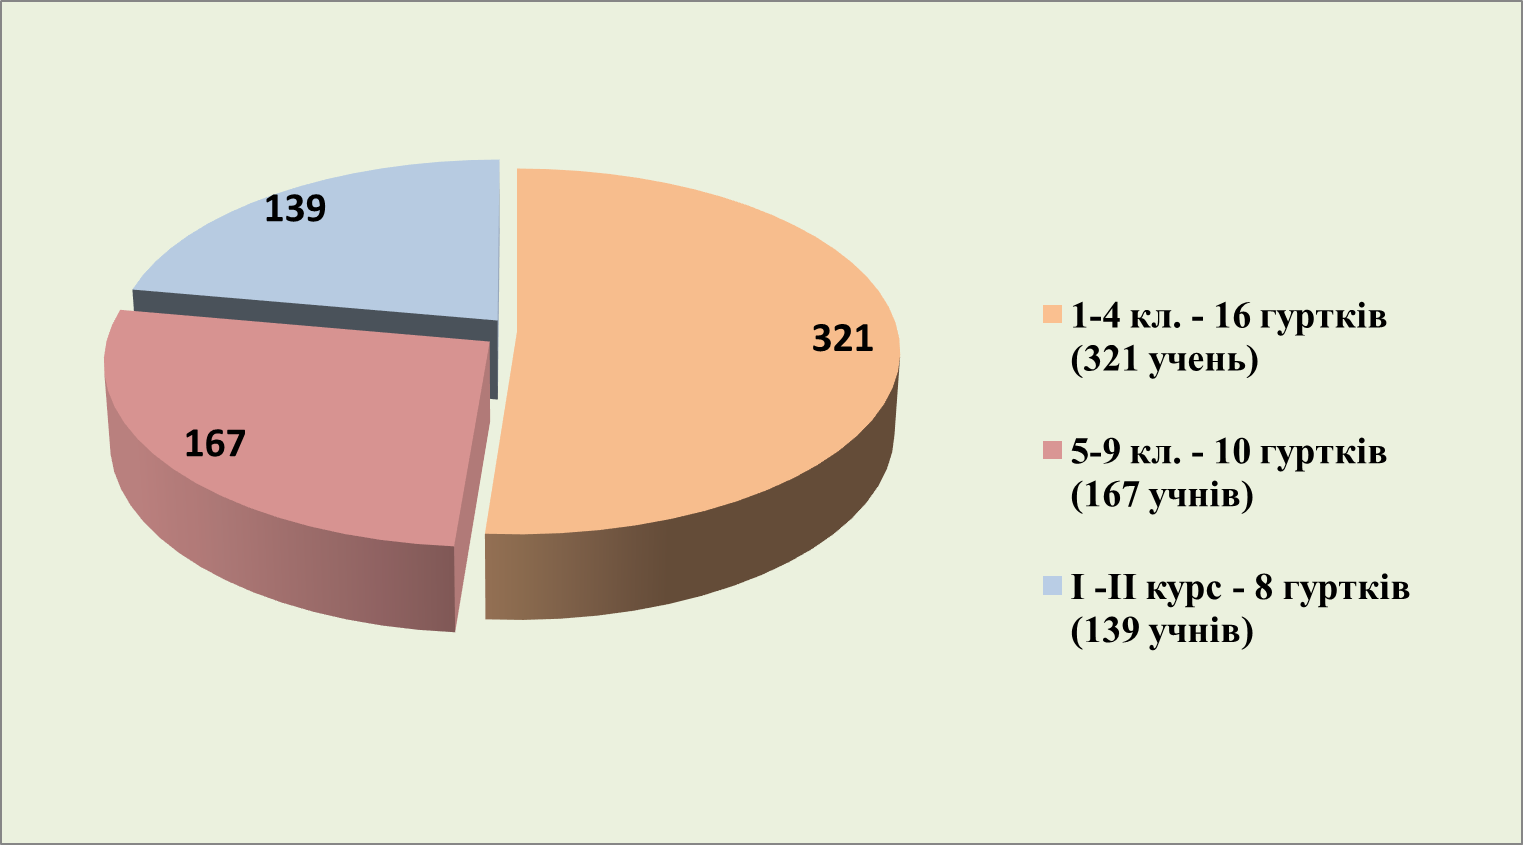 139
321
167
1-4 кл. - 16 гуртків
(321 учень)
5-9 кл. - 10 гуртків
(167 учнів)
І -ІІ курс - 8 гуртків
(139 учнів)